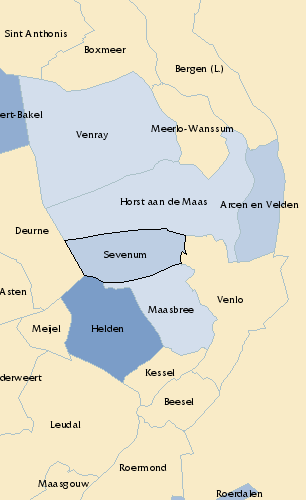 Sint Anthonis
Boxmeer
Bergen (L.)
ert-Bakel
Venray
Meerlo-Wanssum
Horst aan de Maas
Arcen en Velden
Deurne
Sevenum
Asten
Venlo
Maasbree
Meijel
Helden
Kessel
derweert
Beesel
Leudal
Roermond
Maasgouw
Roerdalen